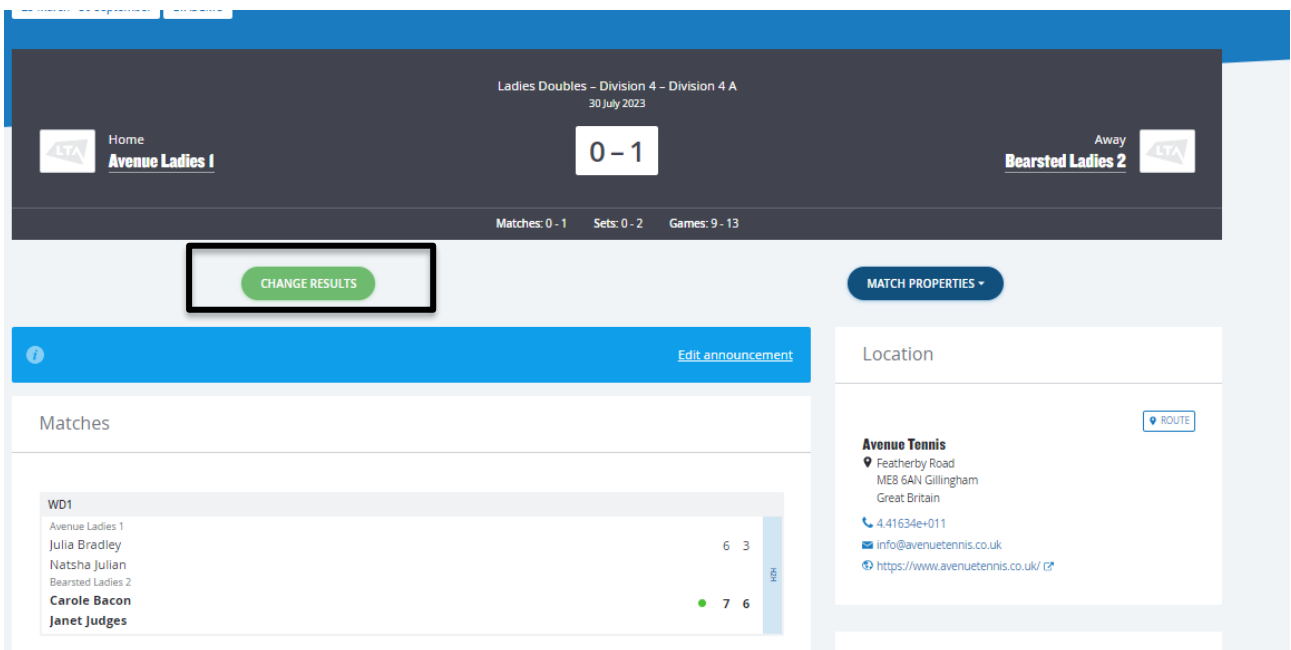 Ladies Doubles – Division 4 – Division 4 A
30 July 2023
LTA
Home
Avenue Ladies 1
0 – 1
Away
Bearsted Ladies 2
LTA
Matches: 0 - 1 Sets: 0 - 2 Games: 9 - 13
CHANGE RESULTS
MATCH PROPERTIES
Edit announcement
Location
Matches
ROUTE
Avenue Tennis
Featherby Road
ME8 6AN Gillingham
Great Britain
4.41634e+011
info@avenuetennis.co.uk
https://www.avenuetennis.co.uk/
WD1
Avenue Ladies 1
Julia Bradley 6 3
Natsha Julian
Bearsted Ladies 2
Carole Bacon 7 6
Janet Judges
H2H